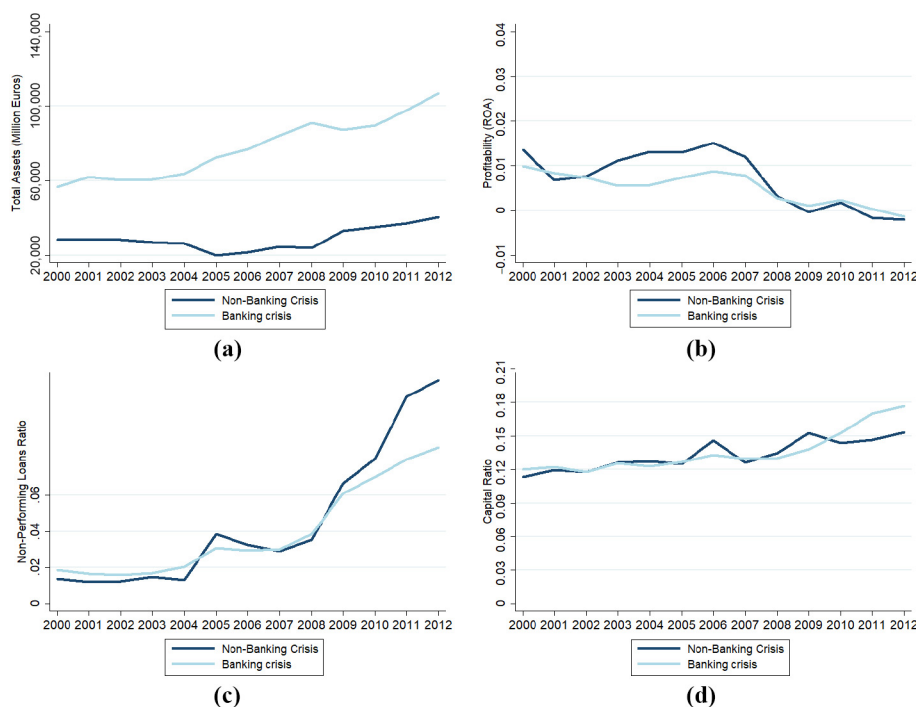 Total Assets (Million Euros)
140,000
100,000
60,000
20,000
2000 2001 2002 2003 2004 2005 2006 2007 2008 2009 2010 2011 2012
Non-Banking Crisis
Banking crisis
(a)
Profitability (ROA)
0.04
0.03
0.02
0.01
0
−0.01
2000 2001 2002 2003 2004 2005 2006 2007 2008 2009 2010 2011 2012
Non-Banking Crisis
Banking crisis
(b)
Non-Performing Loans Ratio
.06
.04
.02
0
2000 2001 2002 2003 2004 2005 2006 2007 2008 2009 2010 2011 2012
Non-Banking Crisis
Banking crisis
(c)
Capital Ratio
0.21
0.18
0.15
0.12
0.09
0.06
0.03
0
2000 2001 2002 2003 2004 2005 2006 2007 2008 2009 2010 2011 2012
Non-Banking Crisis
Banking crisis
(d)